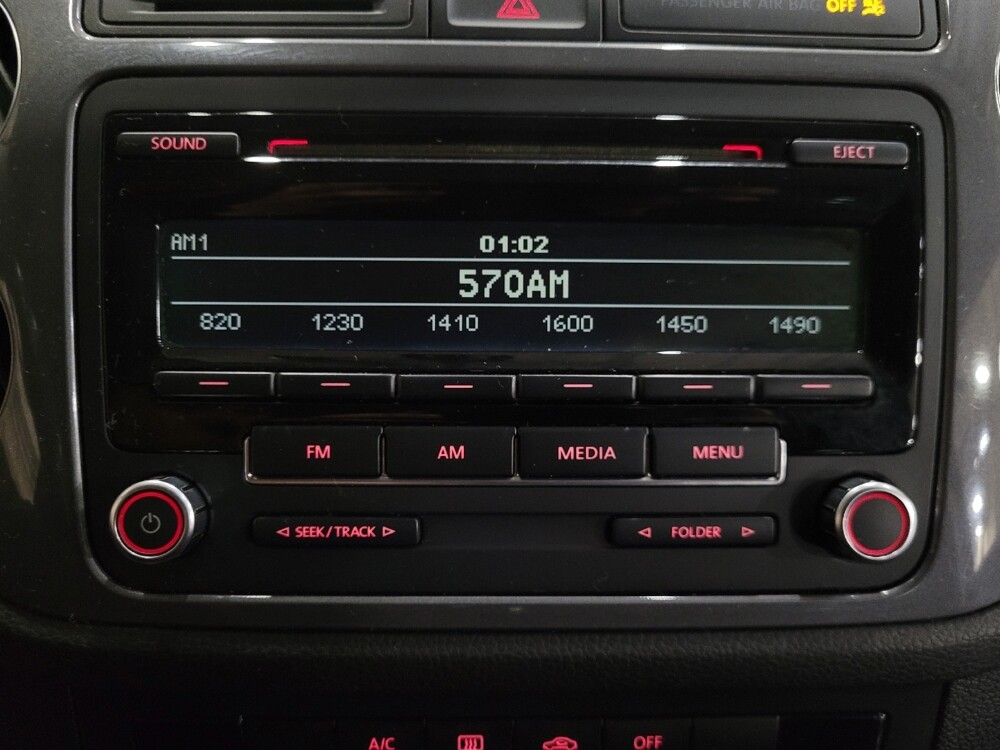 PASSENGER AIR BAG OFF
SOUND
EJECT
AM1 01:02
570AM
820 1230 1410 1600 1450 1490
FM AM MEDIA MENU
SEEK/TRACK FOLDER
A/C OFF